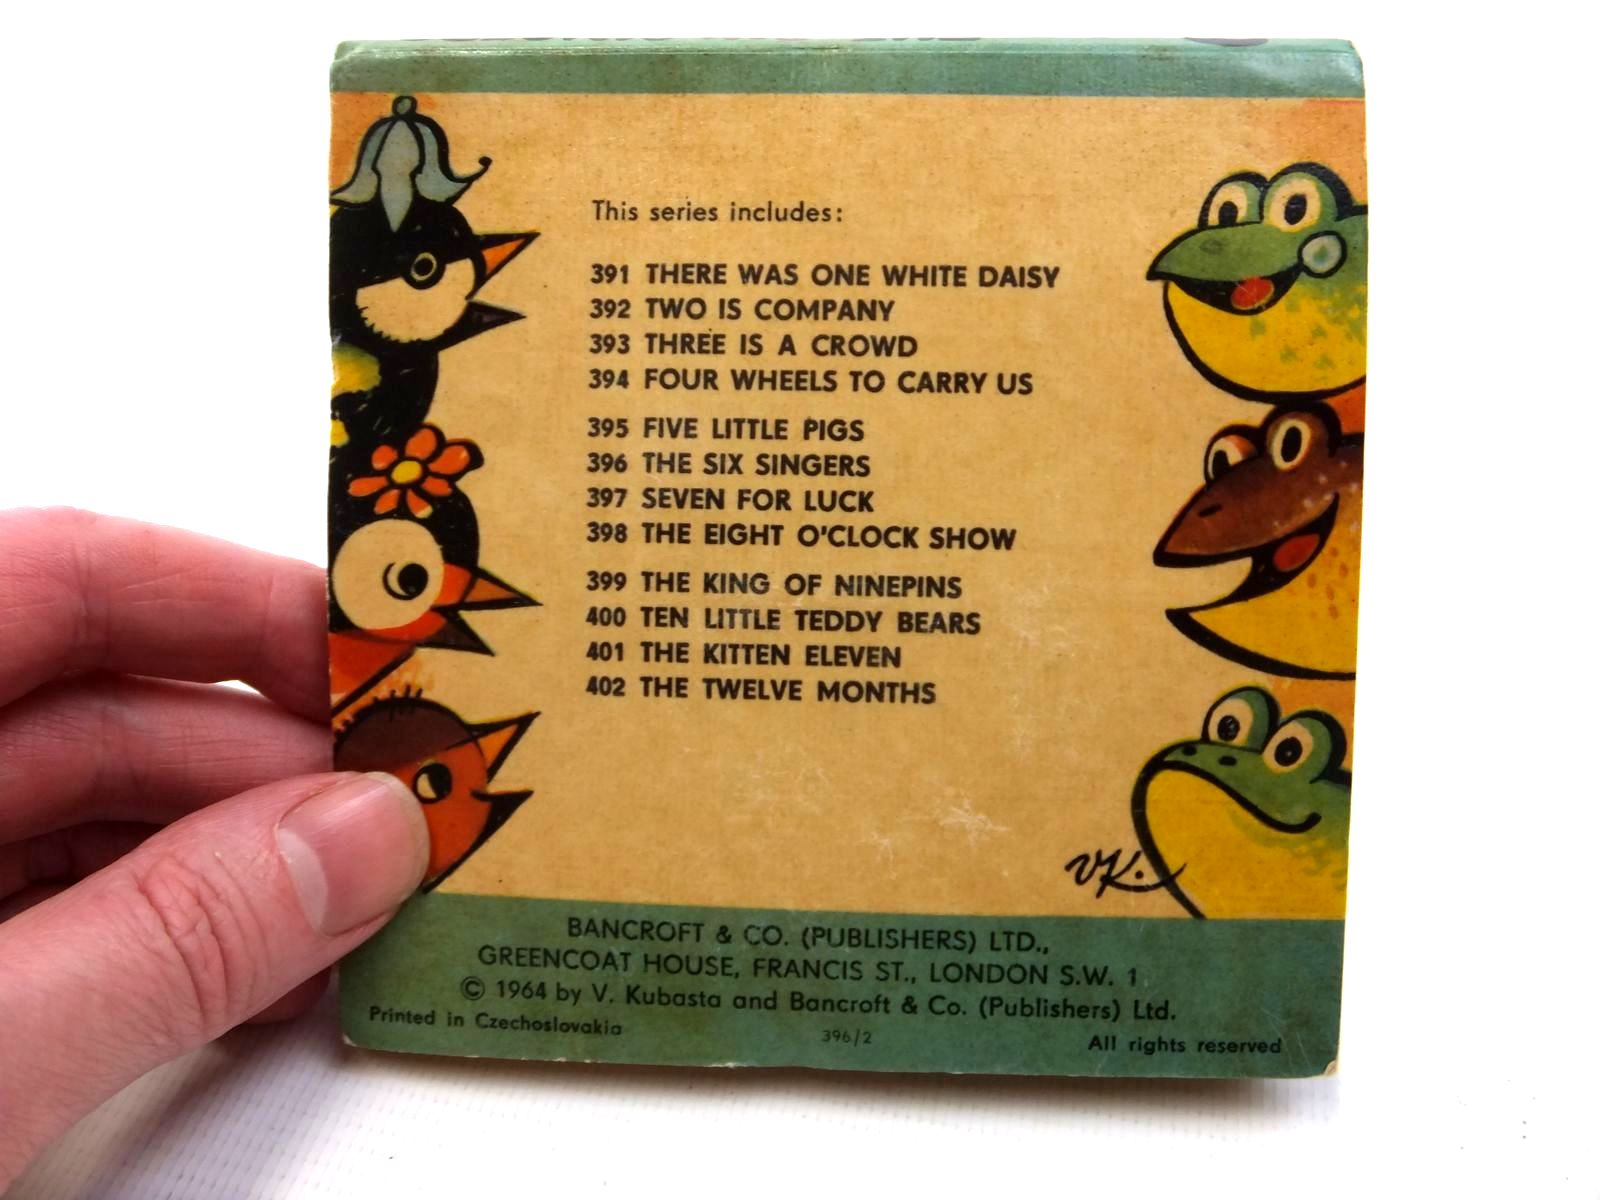 This series includes:
391 THERE WAS ONE WHITE DAISY
392 TWO IS COMPANY
393 THREE IS A CROWD
394 FOUR WHEELS TO CARRY US
395 FIVE LITTLE PIGS
396 THE SIX SINGERS
397 SEVEN FOR LUCK
398 THE EIGHT O'CLOCK SHOW
399 THE KING OF NINEPINS
400 TEN LITTLE TEDDY BEARS
401 THE KITTEN ELEVEN
402 THE TWELVE MONTHS
VK.
BANCROFT & CO. (PUBLISHERS) LTD.,
GREENCOAT HOUSE, FRANCIS ST., LONDON S.W. 1
© 1964 by V. Kubasta and Bancroft & Co. (Publishers) Ltd.
Printed in Czechoslovakia 396/2 All rights reserved